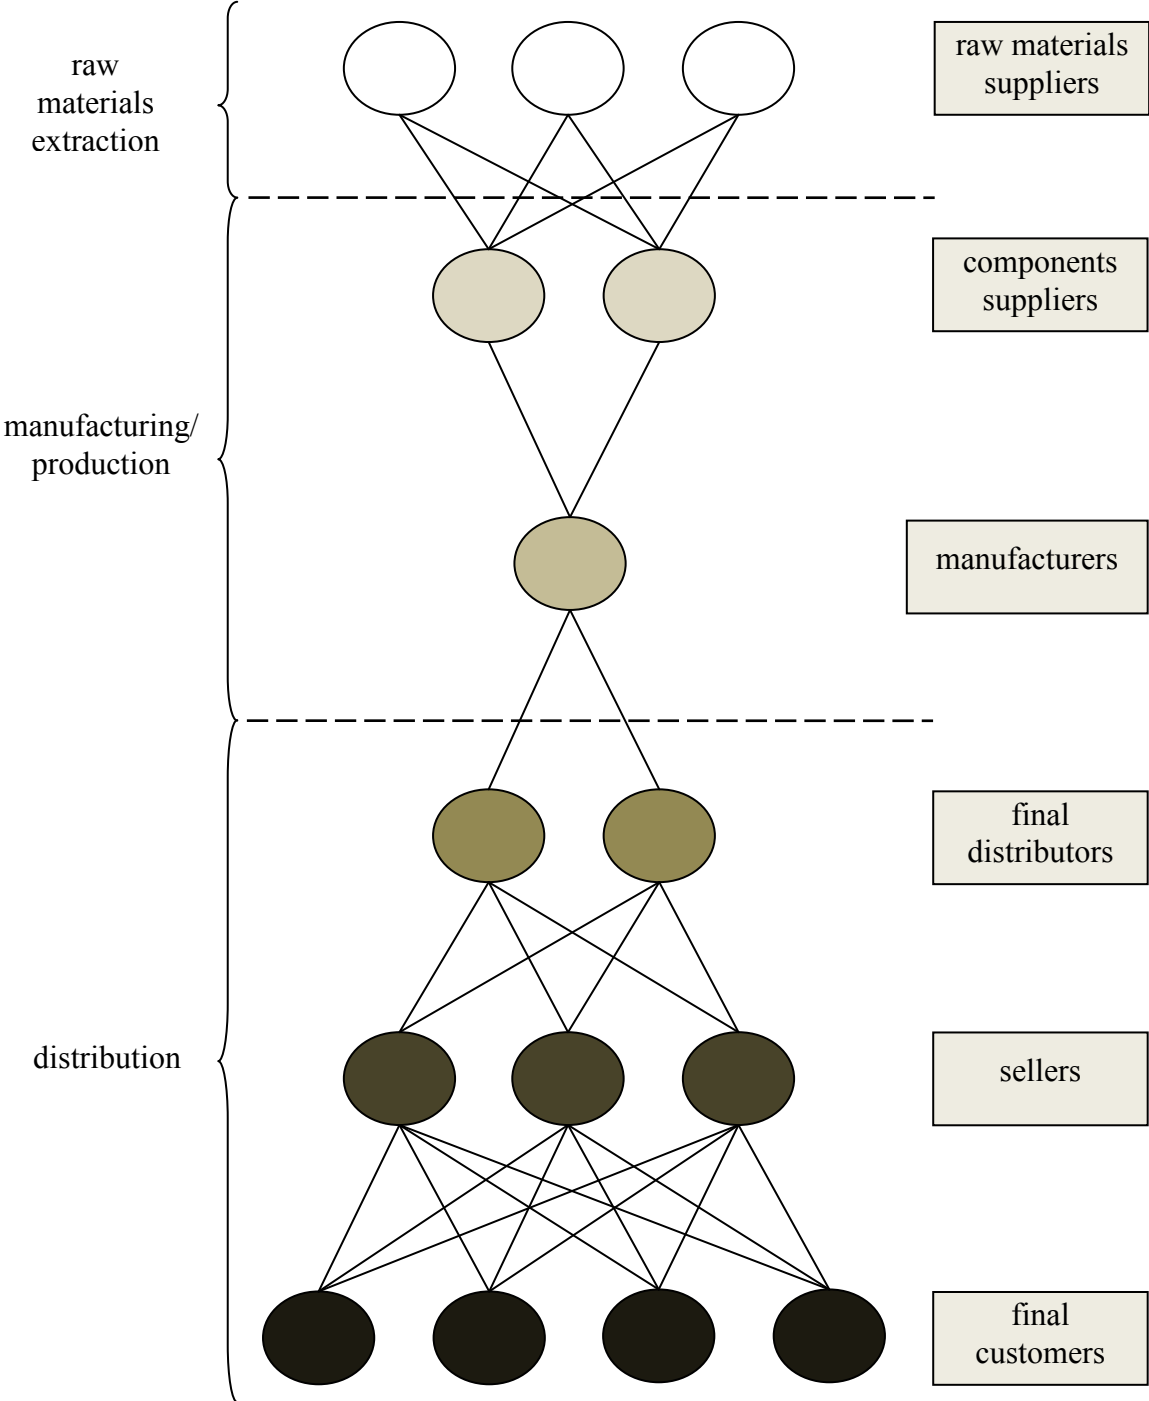 raw
materials
extraction
raw materials
suppliers
components
suppliers
manufacturing/
production
manufacturers
final
distributors
distribution
sellers
final
customers